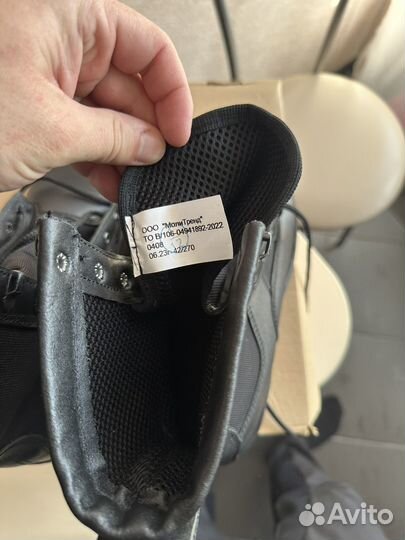 ООО "МолиТренд"
ТО В/106-04941892-2022
0408
06.23г 42/270
Avito